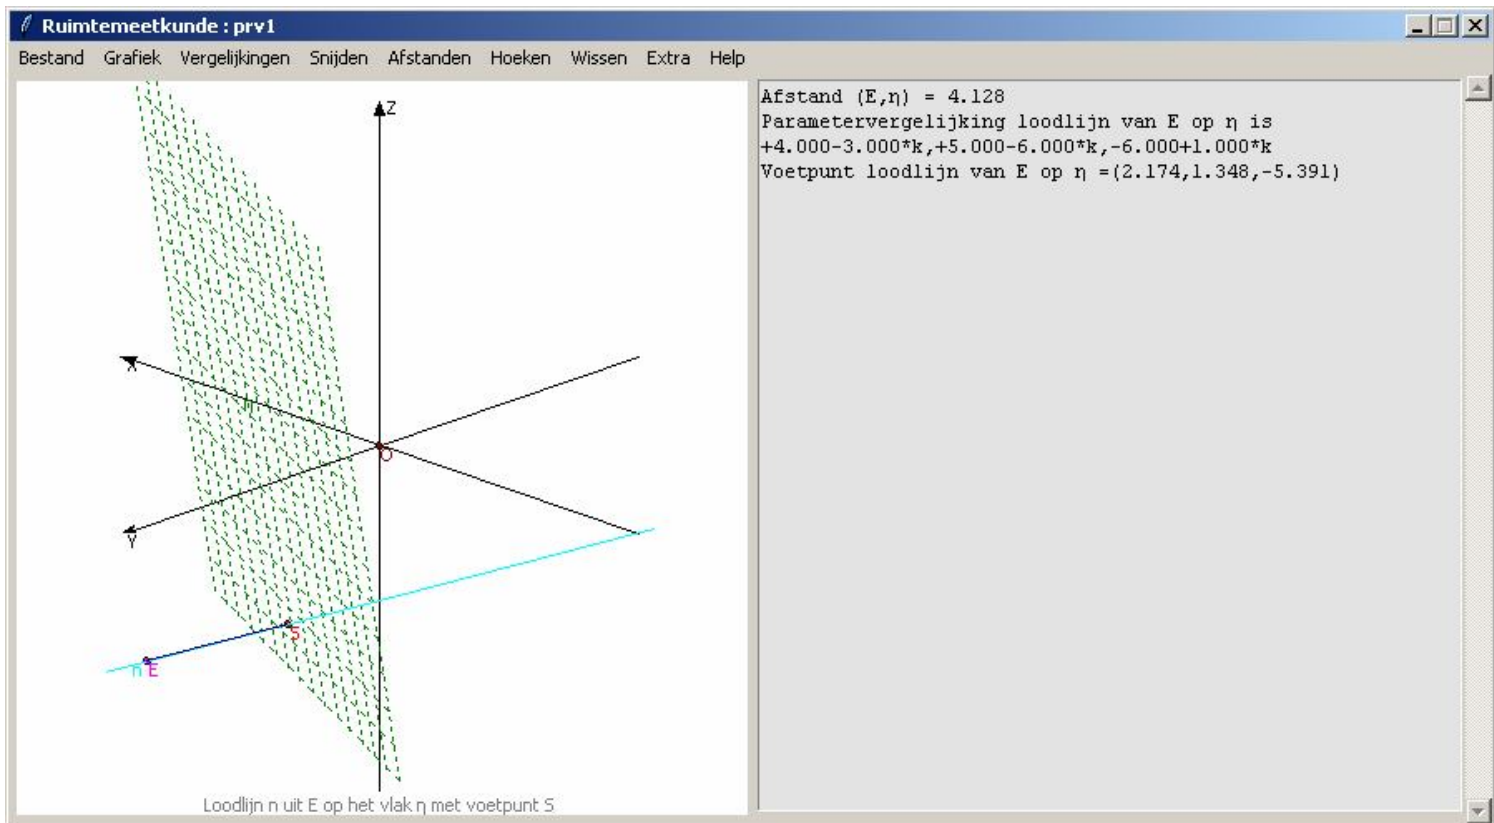 Ruimtemeetkunde : prv1
Bestand Grafiek Vergelijkingen Snijden Afstanden Hoeken Wissen Extra Help
Afstand (E,η) = 4.128
Parametervergelijking loodlijn van E op η is
+4.000-3.000*k,+5.000-6.000*k,-6.000+1.000*k
Voetpunt loodlijn van E op η =(2.174,1.348,-5.391)
Z
X
η
O
Y
S
n E
Loodlijn n uit E op het vlak η met voetpunt S